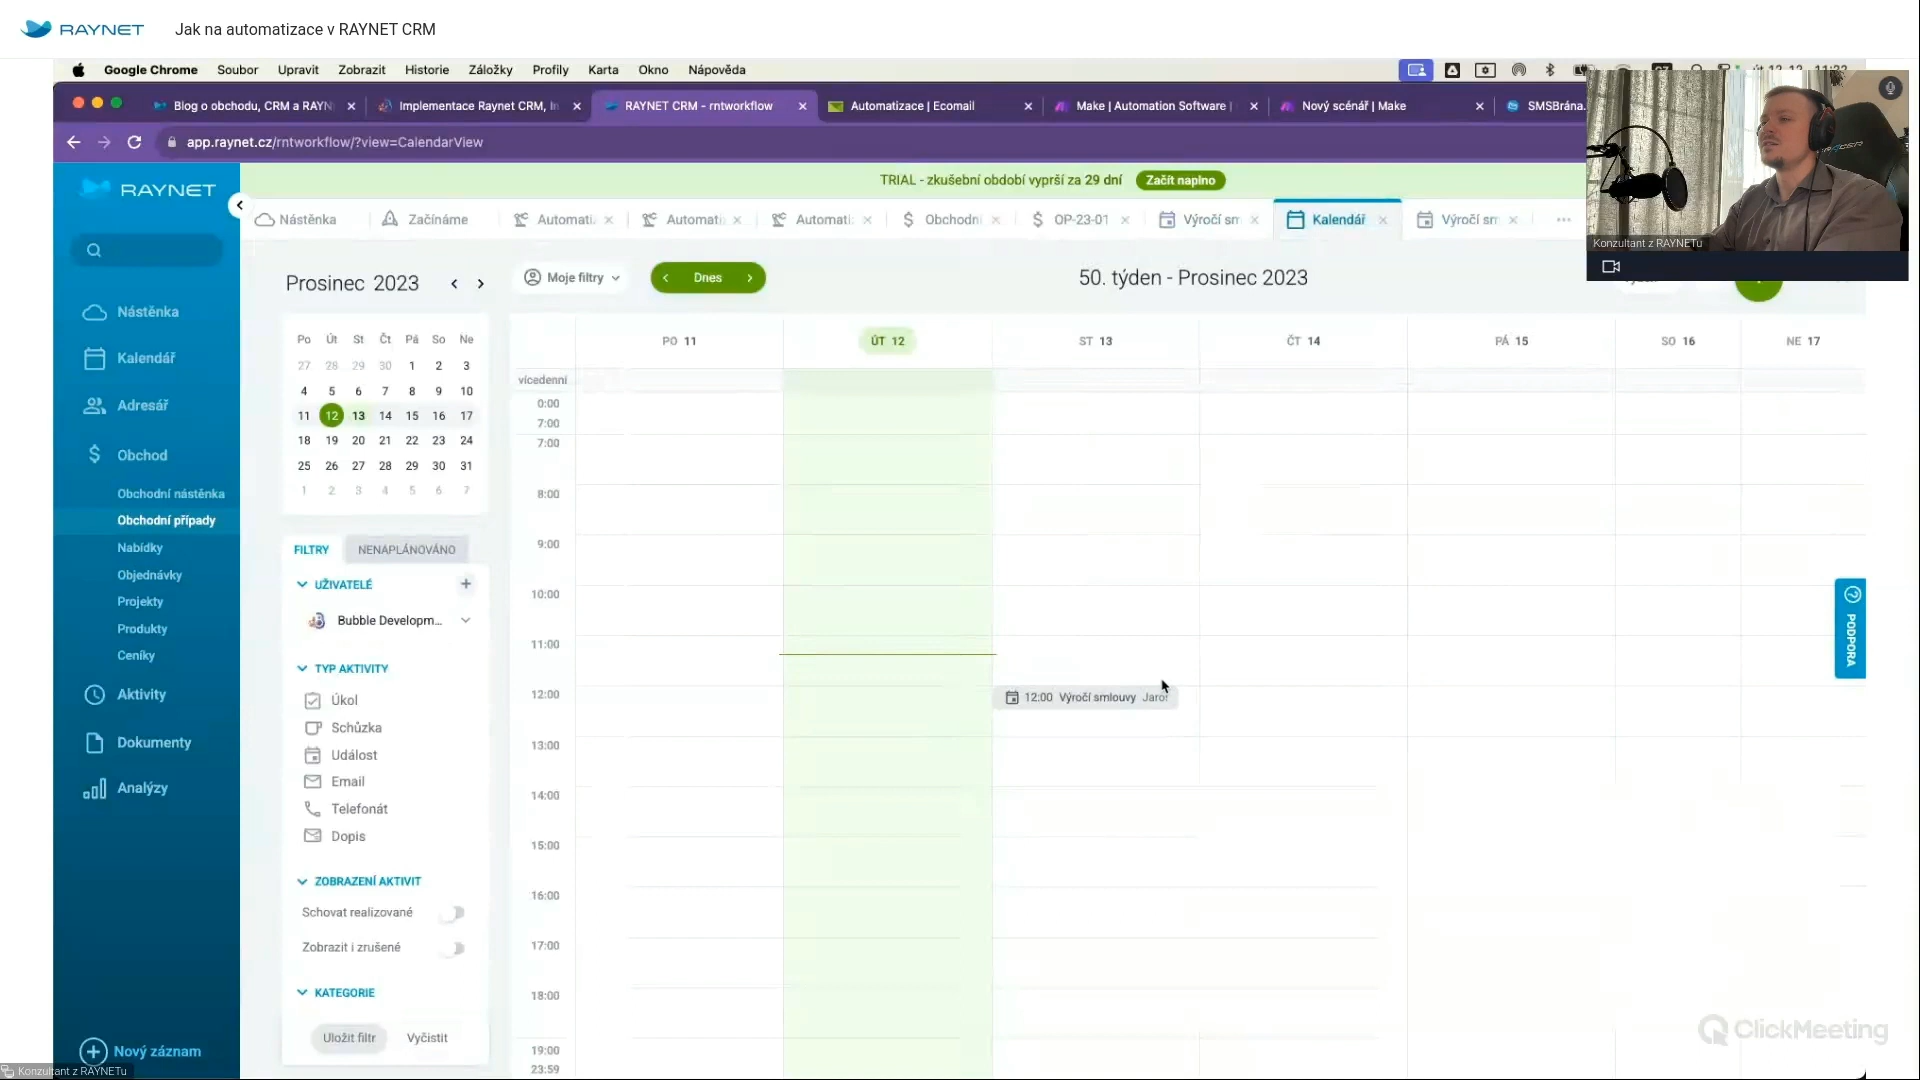 RAYNET
Jak na automatizace v RAYNET CRM
Google Chrome Soubor Upravit Zobrazit Historie Záložky Profily Karta Okno Nápověda
Blog o obchodu, CRM a RAYN
Implementace Raynet CRM, In
RAYNET CRM - rntworkflow
Automatizace | Ecomail
Make | Automation Software |
Nový scénář | Make
SMSBrána.
app.raynet.cz/rntworkflow/?view=CalendarView
Konzultant z RAYNETu
RAYNET
TRIAL - zkušební období vyprší za 29 dní
Začít naplno
Nástěnka
Začínáme
Automati
Automati
Automati
Obchodní
OP-23-01
Výročí sm
Kalendář
Výročí sm
Nástěnka
Kalendář
Adresář
Obchod
Obchodní nástěnka
Obchodní případy
Nabídky
Objednávky
Projekty
Produkty
Ceníky
Aktivity
Dokumenty
Analýzy
Nový záznam
Konzultant z RAYNETu
Prosinec 2023
Po Út St Čt Pá So Ne
27 28 29 30 1 2 3
4 5 6 7 8 9 10
11 12 13 14 15 16 17
18 19 20 21 22 23 24
25 26 27 28 29 30 31
1 2 3 4 5 6 7
FILTRY
NENAPLÁNOVÁNO
UŽIVATELÉ
Bubble Developm...
TYP AKTIVITY
Úkol
Schůzka
Událost
Email
Telefonát
Dopis
ZOBRAZENÍ AKTIVIT
Schovat realizované
Zobrazit i zrušené
KATEGORIE
Uložit filtr
Vyčistit
Moje filtry
Dnes
50. týden - Prosinec 2023
PO 11
ÚT 12
ST 13
ČT 14
PÁ 15
SO 16
NE 17
vícedenní
0:00
7:00
7:00
8:00
9:00
10:00
11:00
12:00
12:00 Výročí smlouvy Jaros
13:00
14:00
15:00
16:00
17:00
18:00
19:00
23:59
PODPORA
ClickMeeting